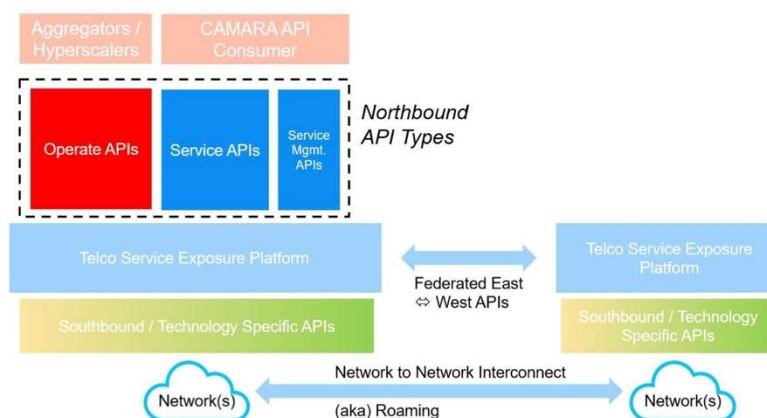 Aggregators /
Hyperscalers
CAMARA API
Consumer
Operate APIs
Service APIs
Service
Mgmt.
APIs
Northbound
API Types
Telco Service Exposure Platform
Federated East
⇔ West APIs
Telco Service Exposure
Platform
Southbound / Technology Specific APIs
Southbound / Technology
Specific APIs
Network(s)
Network to Network Interconnect
(aka) Roaming
Network(s)